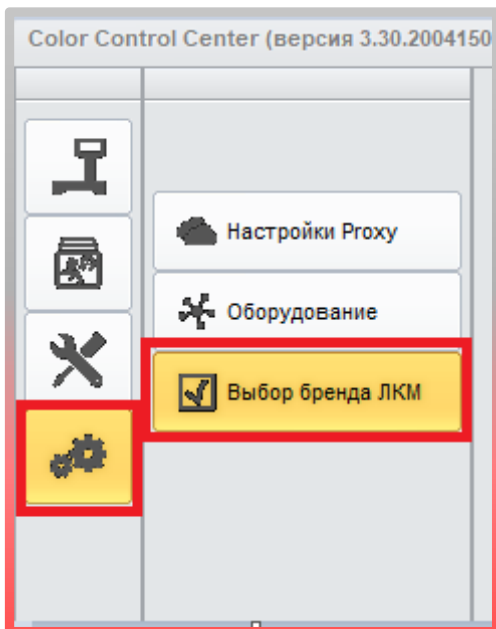 Color Control Center (версия 3.30.2004150
Настройки Proxy
Оборудование
Выбор бренда ЛКМ